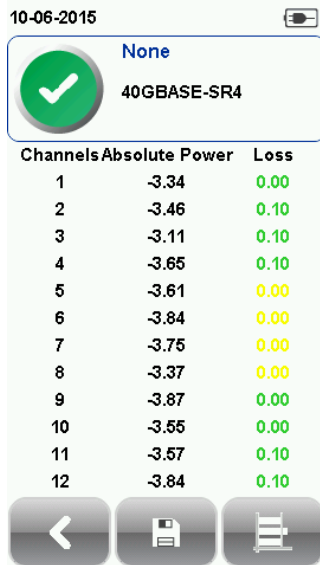 10-06-2015
None
40GBASE-SR4
Channels Absolute Power Loss
1 -3.34 0.00
2 -3.46 0.10
3 -3.11 0.10
4 -3.65 0.10
5 -3.61 0.00
6 -3.84 0.00
7 -3.75 0.00
8 -3.37 0.00
9 -3.87 0.00
10 -3.55 0.00
11 -3.57 0.10
12 -3.84 0.10